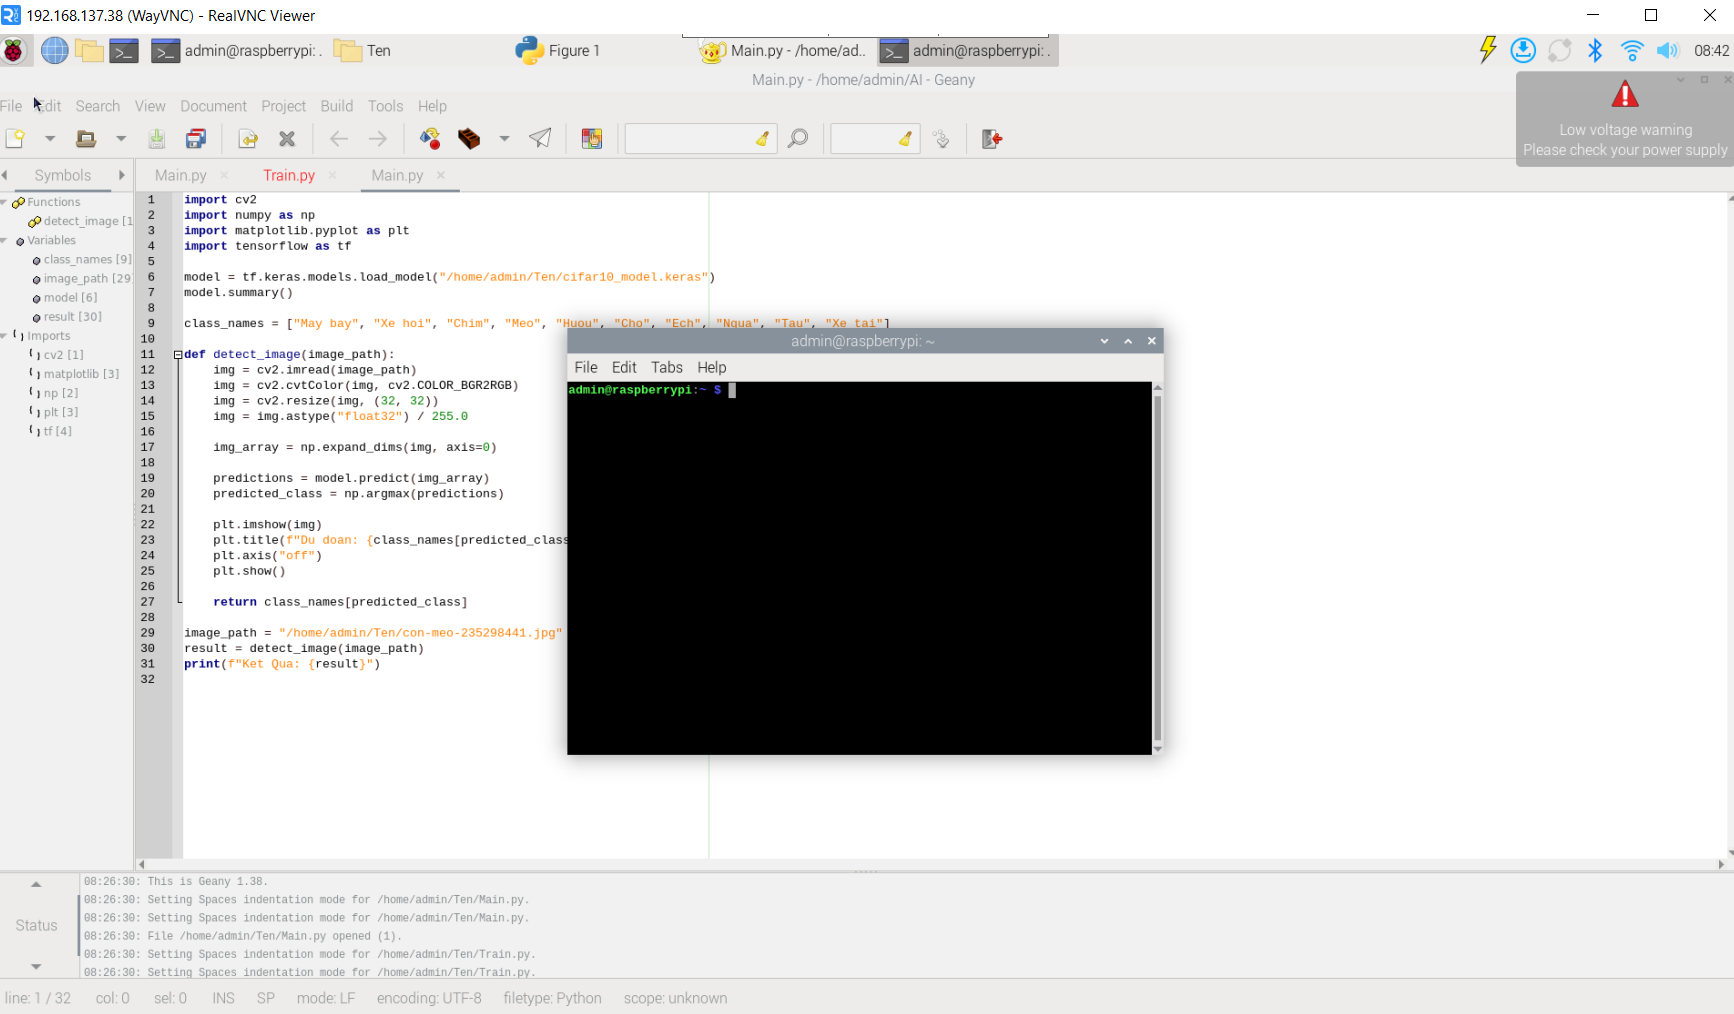 192.168.137.38 (WayVNC) - RealVNC Viewer
admin@raspberrypi: . Ten Figure 1 Main.py - /home/ad.. admin@raspberrypi: . 08:42
Main.py - /home/admin/AI - Geany
File Edit Search View Document Project Build Tools Help
Low voltage warning
Please check your power supply
Symbols Main.py Train.py Main.py
Functions
detect_image [1
Variables
class_names [9]
image_path [29
model [6]
result [30]
Imports
cv2 [1]
matplotlib [3]
np [2]
plt [3]
tf [4]
1 import cv2
2 import numpy as np
3 import matplotlib.pyplot as plt
4 import tensorflow as tf
5
6 model = tf.keras.models.load_model("/home/admin/Ten/cifar10_model.keras")
7 model.summary()
8
9 class_names = ["May bay", "Xe hoi", "Chim", "Meo", "Huou", "Cho", "Ech", "Ngua", "Tau", "Xe tai"]
10
11 def detect_image(image_path):
12 img = cv2.imread(image_path)
13 img = cv2.cvtColor(img, cv2.COLOR_BGR2RGB)
14 img = cv2.resize(img, (32, 32))
15 img = img.astype("float32") / 255.0
16
17 img_array = np.expand_dims(img, axis=0)
18
19 predictions = model.predict(img_array)
20 predicted_class = np.argmax(predictions)
21
22 plt.imshow(img)
23 plt.title(f"Du doan: {class_names[predicted_class
24 plt.axis("off")
25 plt.show()
26
27 return class_names[predicted_class]
28
29 image_path = "/home/admin/Ten/con-meo-235298441.jpg"
30 result = detect_image(image_path)
31 print(f"Ket Qua: {result}")
32
admin@raspberrypi: ~
File Edit Tabs Help
admin@raspberrypi:~ $
Status
08:26:30: This is Geany 1.38.
08:26:30: Setting Spaces indentation mode for /home/admin/Ten/Main.py.
08:26:30: Setting Spaces indentation mode for /home/admin/Ten/Main.py.
08:26:30: File /home/admin/Ten/Main.py opened (1).
08:26:30: Setting Spaces indentation mode for /home/admin/Ten/Train.py.
08:26:30: Setting Spaces indentation mode for /home/admin/Ten/Train.py.
line: 1 / 32 col: 0 sel: 0 INS SP mode: LF encoding: UTF-8 filetype: Python scope: unknown